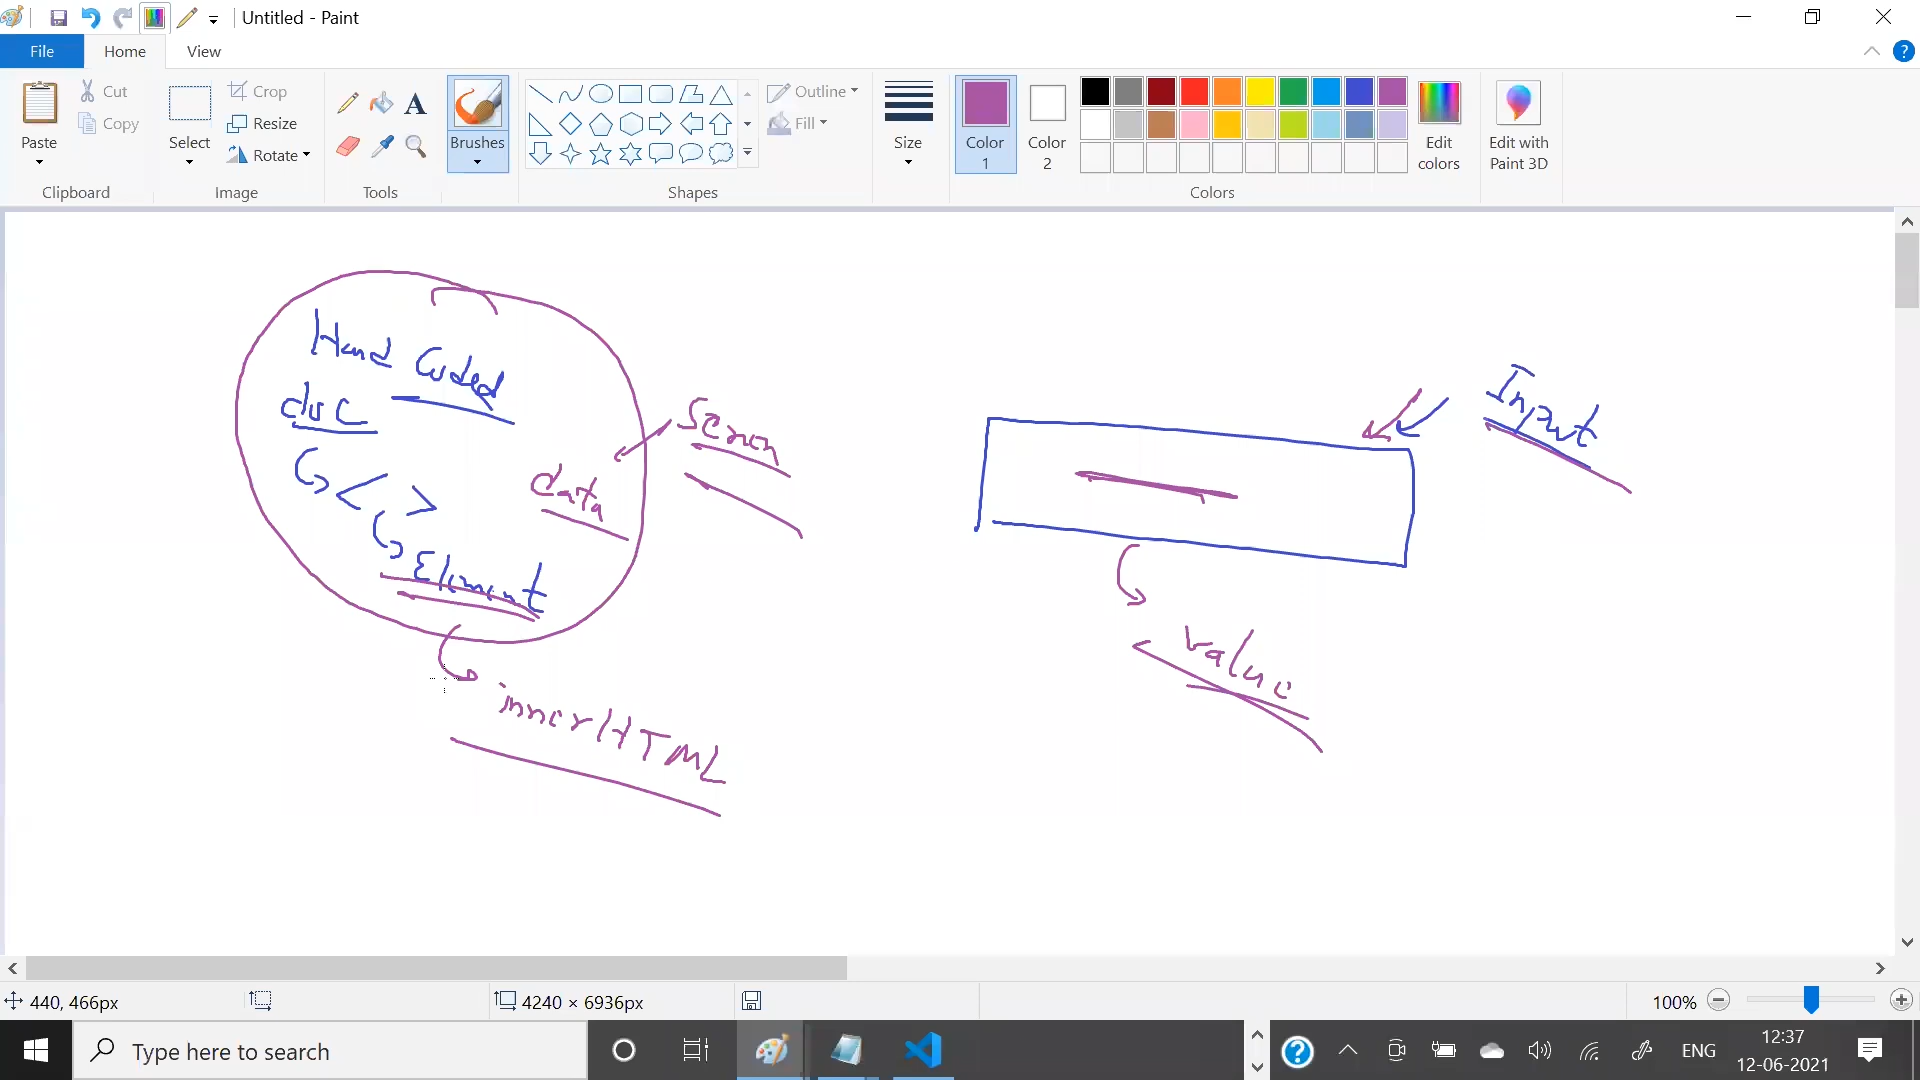 Untitled - Paint
File
Home
View
Paste
Cut
Copy
Clipboard
Select
Crop
Resize
Rotate
Image
A
Tools
Brushes
Shapes
Outline
Fill
Size
Color
1
Color
2
Colors
Edit
colors
Edit with
Paint 3D
?
Hand Coded
doc
< >
Element
data
Screen
innerHTML
Input
value
440, 466px
4240 × 6936px
100%
Type here to search
?
ENG
12:37
12-06-2021